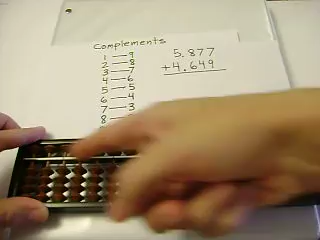 Complements
1 — 9
2 — 8
3 — 7
4 — 6
5 — 5
6 — 4
7 — 3
8 —
5,877
+4,649